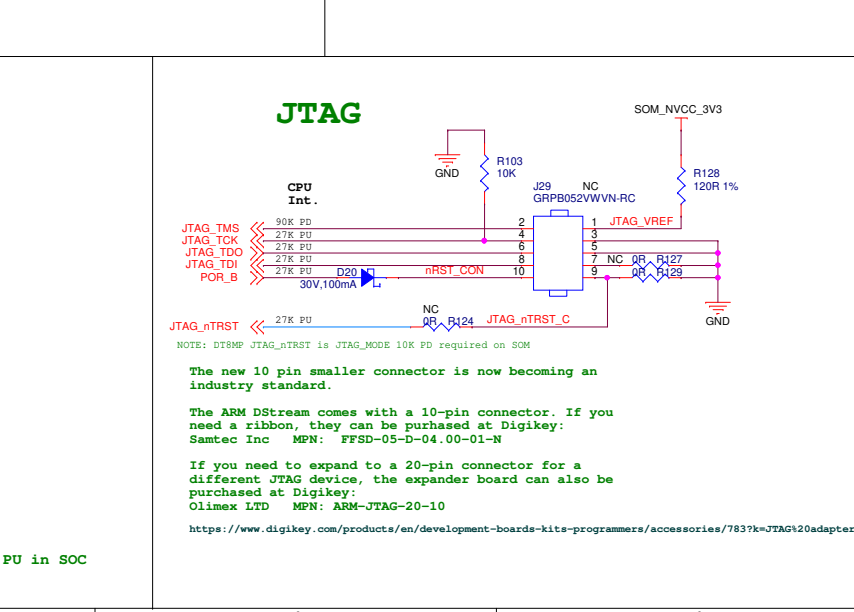 JTAG
SOM_NVCC_3V3
GND
R103
10K
R128
120R 1%
CPU
Int.
J29
NC
GRPB052VWVN-RC
JTAG_TMS
90K PD
2
1
JTAG_VREF
JTAG_TCK
27K PU
4
3
JTAG_TDO
27K PU
6
5
JTAG_TDI
27K PU
8
7
NC
0R
R127
POR_B
27K PU
D20
30V,100mA
nRST_CON
10
9
0R
R129
GND
JTAG_nTRST
27K PU
NC
0R
R124
JTAG_nTRST_C
NOTE: DT8MP JTAG_nTRST is JTAG_MODE 10K PD required on SOM
The new 10 pin smaller connector is now becoming an
industry standard.
The ARM DStream comes with a 10-pin connector. If you
need a ribbon, they can be purhased at Digikey:
Samtec Inc MPN: FFSD-05-D-04.00-01-N
If you need to expand to a 20-pin connector for a
different JTAG device, the expander board can also be
purchased at Digikey:
Olimex LTD MPN: ARM-JTAG-20-10
https://www.digikey.com/products/en/development-boards-kits-programmers/accessories/783?k=JTAG%20adapter
PU in SOC